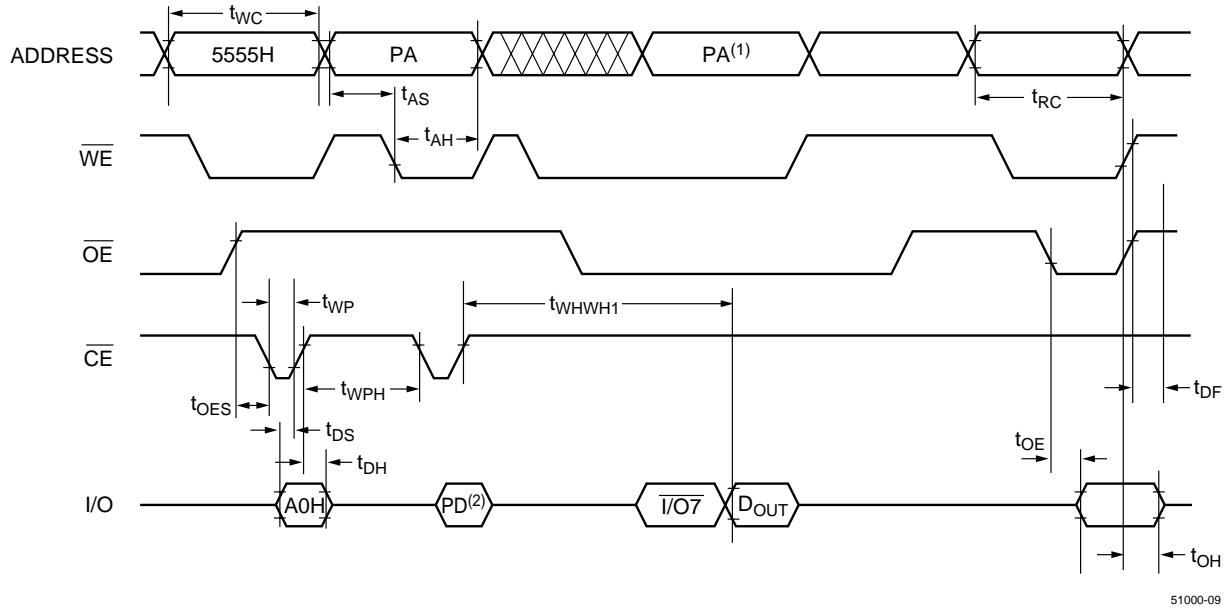 tWC
ADDRESS 5555H PA PA(1)
tAS
tRC
tAH
WE
OE
tWP
tWHWH1
CE
tWPH
tDF
tOES
tDS
tOE
tDH
I/O A0H PD(2) I/O7 DOUT
tOH
51000-09